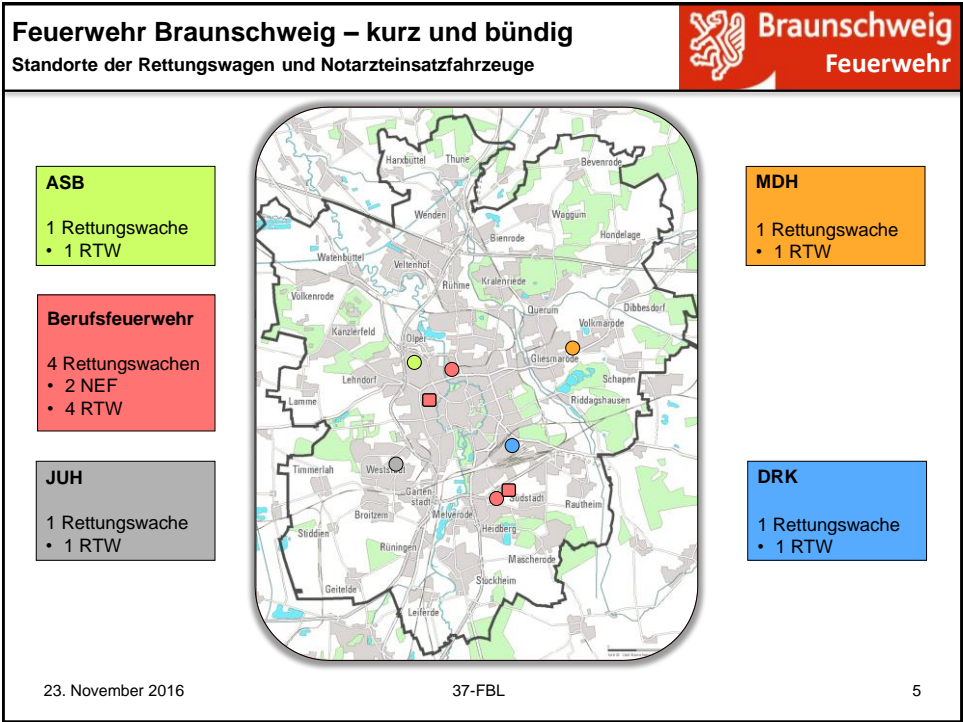 Feuerwehr Braunschweig – kurz und bündig
Standorte der Rettungswagen und Notarzteinsatzfahrzeuge
Braunschweig
Feuerwehr
ASB
1 Rettungswache
• 1 RTW
Berufsfeuerwehr
4 Rettungswachen
• 2 NEF
• 4 RTW
JUH
1 Rettungswache
• 1 RTW
Harxbüttel
Thune
Bevenrode
Wenden
Waggum
Bienrode
Hondelage
Watenbüttel
Veltenhof
Rühme
Kralenriede
Völkenrode
Querum
Dibbesdorf
Kanzlerfeld
Ölper
Volkmarode
Gliesmarode
Lehndorf
Schapen
Lamme
Riddagshausen
Timmerlah
Garten
stadt
Südstadt
Rautheim
Broitzem
Melverode
Heidberg
Stiddien
Rüningen
Mascherode
Stöckheim
Geitelde
Leiferde
MDH
1 Rettungswache
• 1 RTW
DRK
1 Rettungswache
• 1 RTW
23. November 2016
37-FBL
5